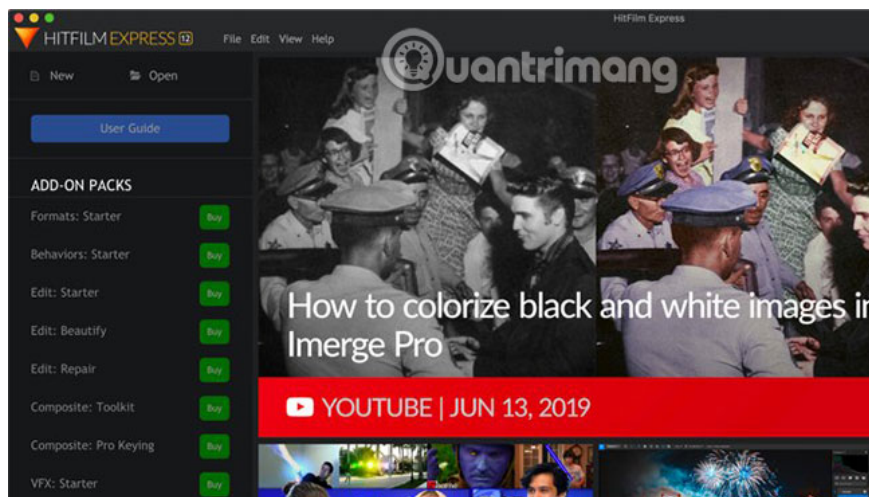 HitFilm Express
HITFILM EXPRESS 12
File Edit View Help
New Open
User Guide
ADD-ON PACKS
Formats: Starter Buy
Behaviors: Starter Buy
Edit: Starter Buy
Edit: Beautify Buy
Edit: Repair Buy
Composite: Toolkit Buy
Composite: Pro Keying Buy
VFX: Starter Buy
Quantrimang
How to colorize black and white images in
Imerge Pro
YOUTUBE | JUN 13, 2019